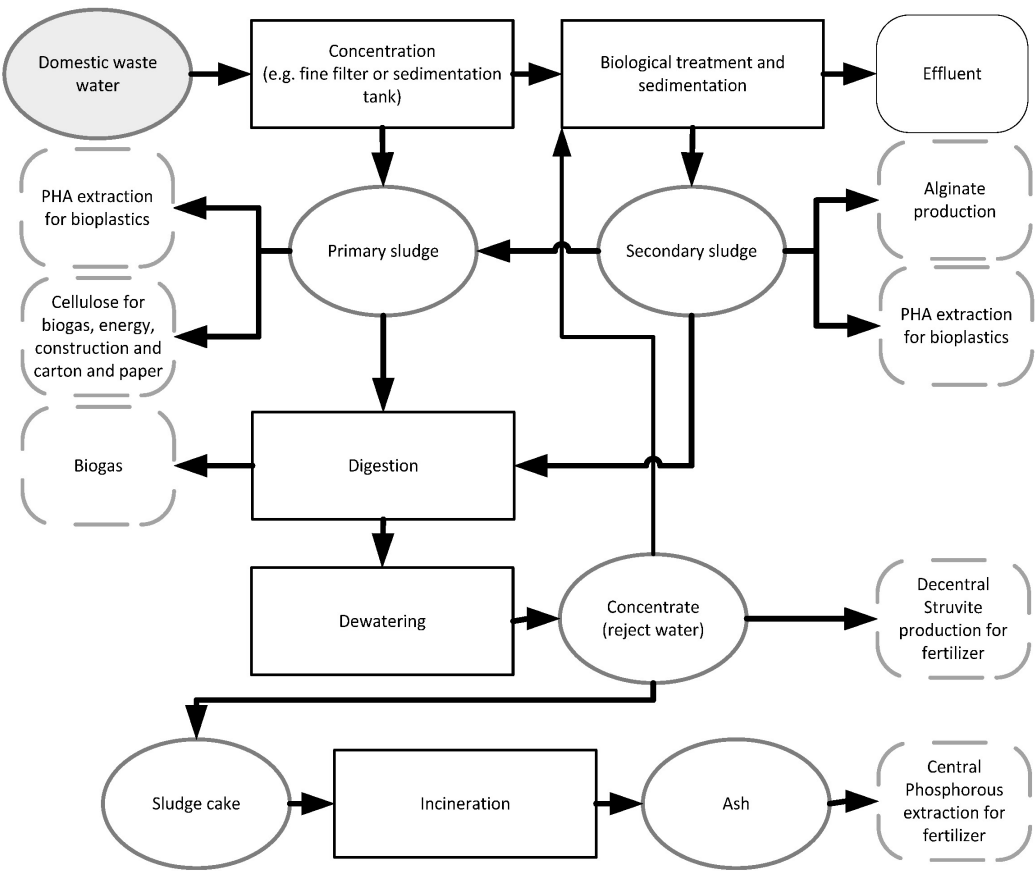 Domestic waste
water
Concentration
(e.g. fine filter or sedimentation
tank)
Biological treatment and
sedimentation
Effluent
PHA extraction
for bioplastics
Primary sludge
Secondary sludge
Alginate
production
Cellulose for
biogas, energy,
construction and
carton and paper
PHA extraction
for bioplastics
Biogas
Digestion
Dewatering
Concentrate
(reject water)
Decentral
Struvite
production for
fertilizer
Sludge cake
Incineration
Ash
Central
Phosphorous
extraction for
fertilizer